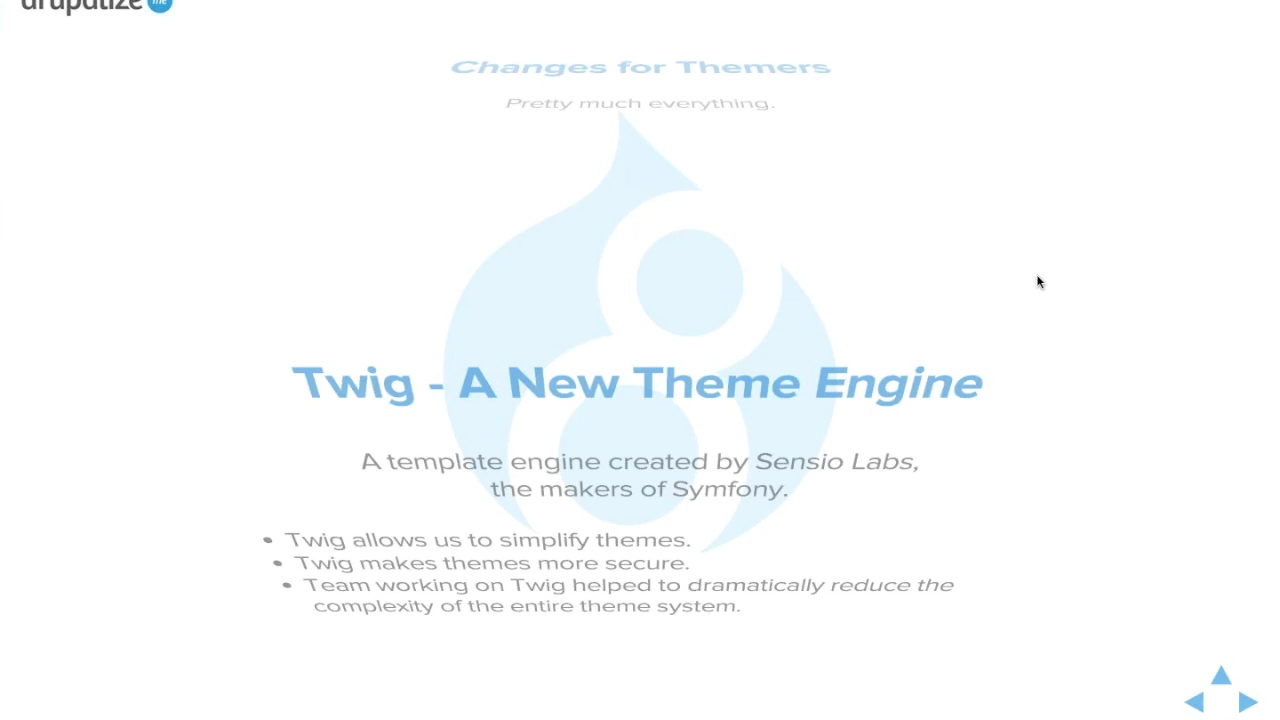 drupalize me
Changes for Themers
Pretty much everything.
Twig - A New Theme Engine
A template engine created by Sensio Labs,
the makers of Symfony.
• Twig allows us to simplify themes.
• Twig makes themes more secure.
• Team working on Twig helped to dramatically reduce the
complexity of the entire theme system.